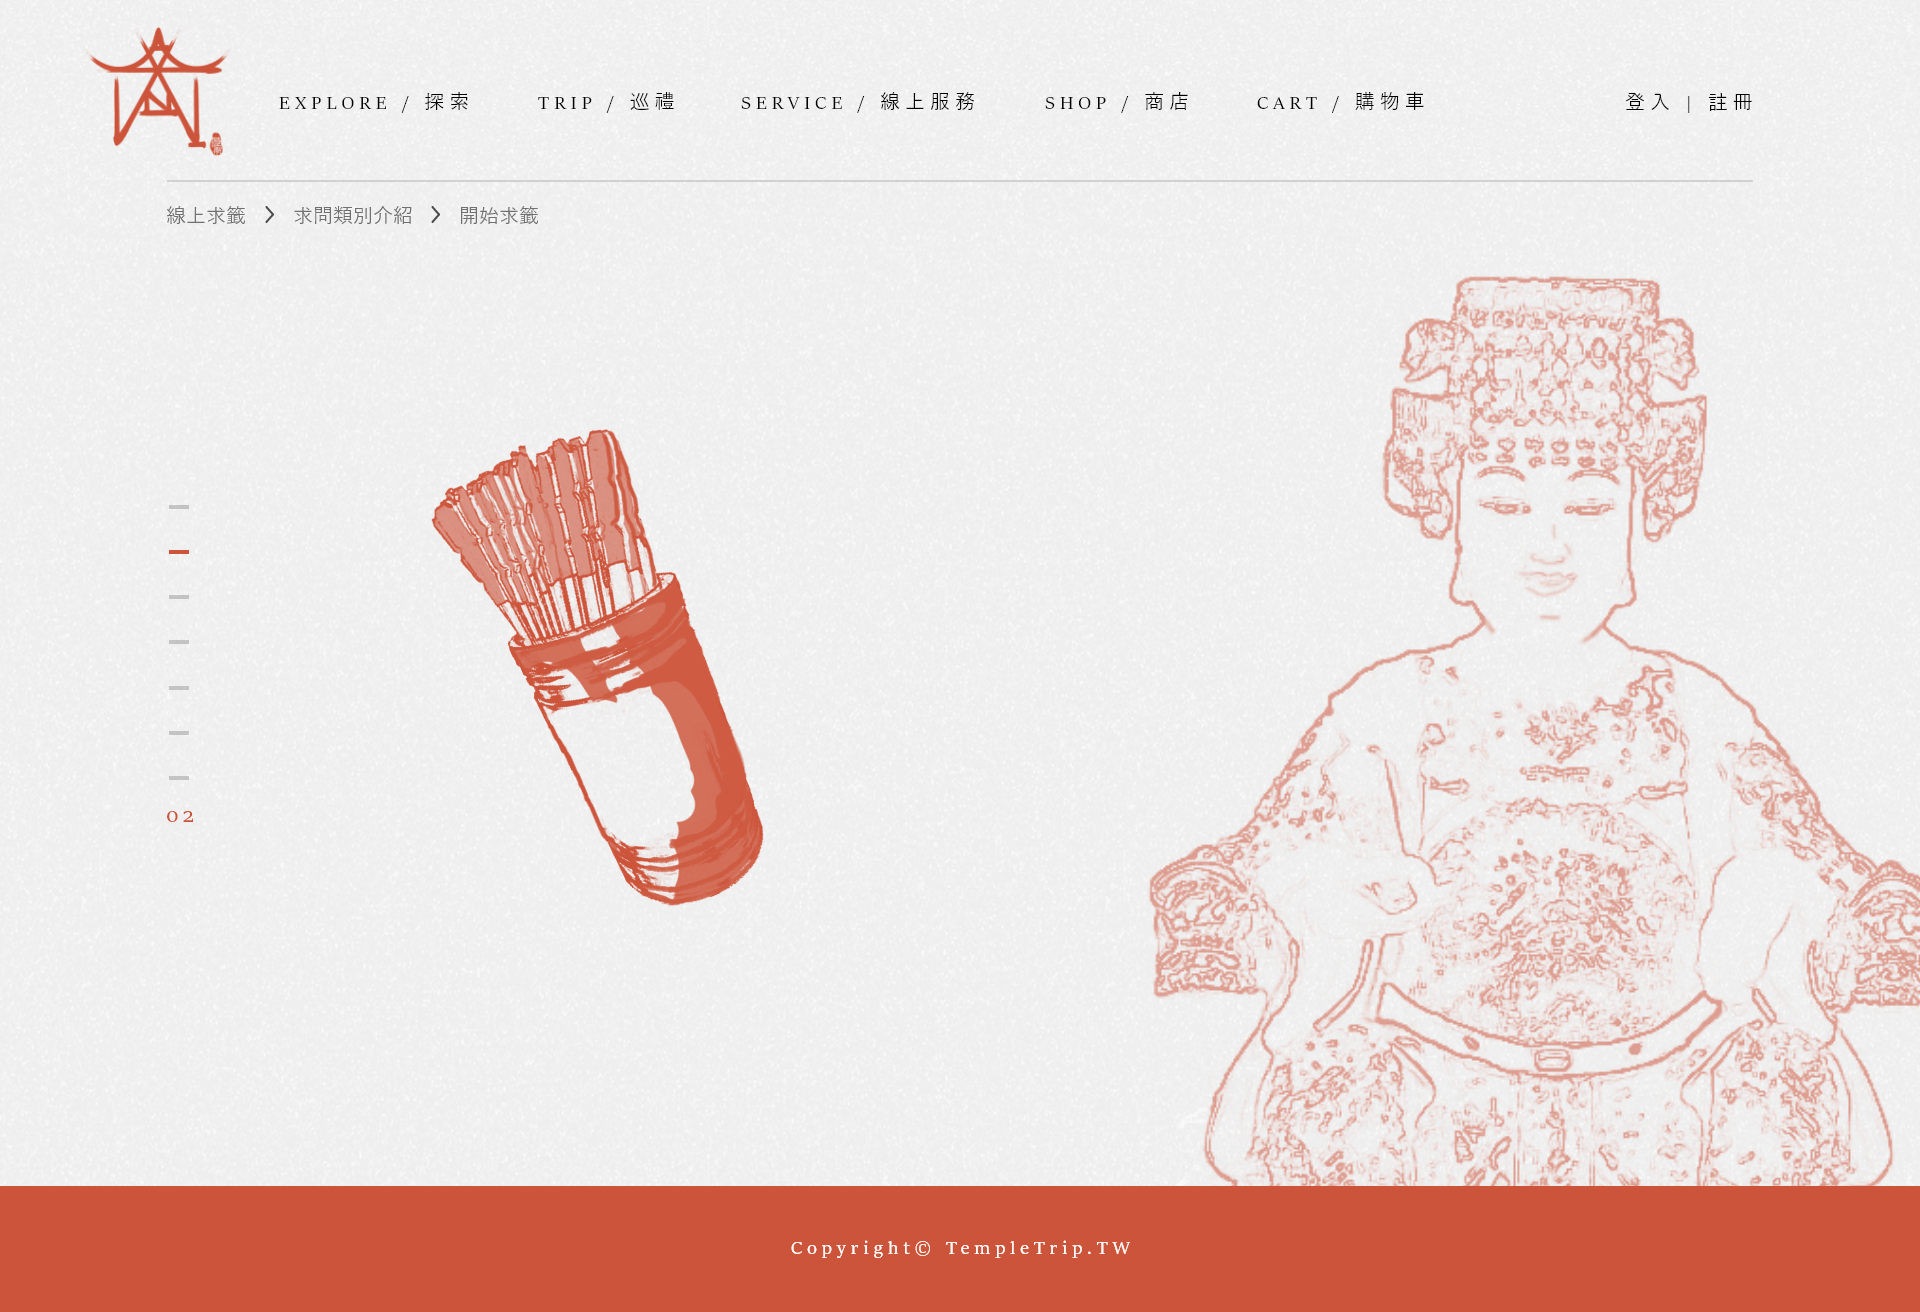 EXPLORE / 探索 TRIP / 巡禮 SERVICE / 線上服務 SHOP / 商店 CART / 購物車 登入 | 註冊
線上求籤 > 求問類別介紹 > 開始求籤
02
Copyright© TempleTrip.TW